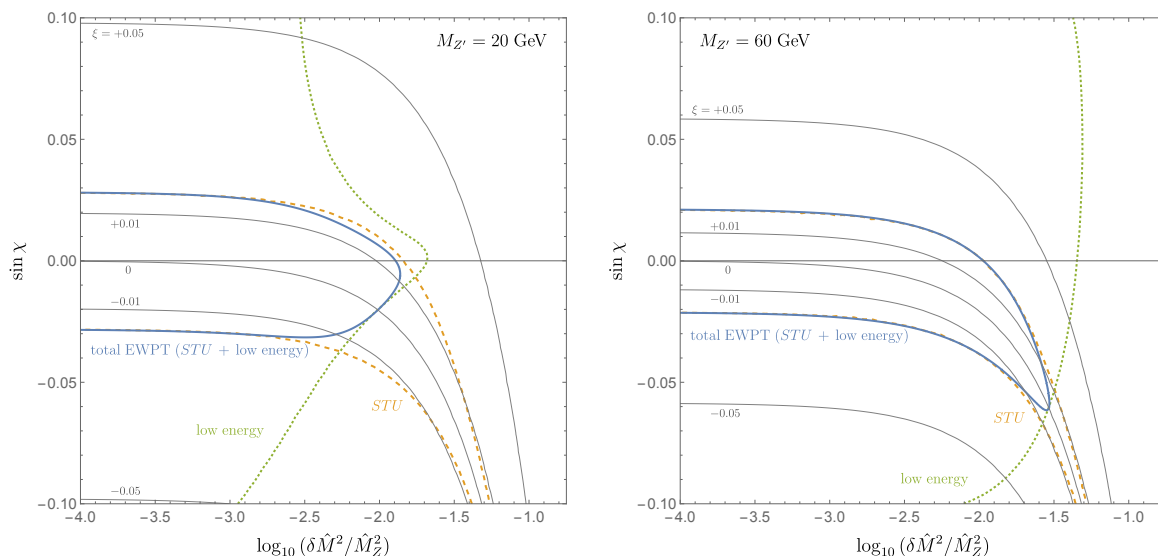 M_{Z'} = 20 GeV
ξ = +0.05
+0.01
0
−0.01
total EWPT (STU + low energy)
STU
low energy
−0.05
0.10
0.05
0.00
−0.05
−0.10
sin χ
−4.0 −3.5 −3.0 −2.5 −2.0 −1.5 −1.0
log₁₀ (δM̂²/M̂_Z²)
M_{Z'} = 60 GeV
ξ = +0.05
+0.01
0
−0.01
total EWPT (STU + low energy)
STU
−0.05
low energy
0.10
0.05
0.00
−0.05
−0.10
sin χ
−4.0 −3.5 −3.0 −2.5 −2.0 −1.5 −1.0
log₁₀ (δM̂²/M̂_Z²)